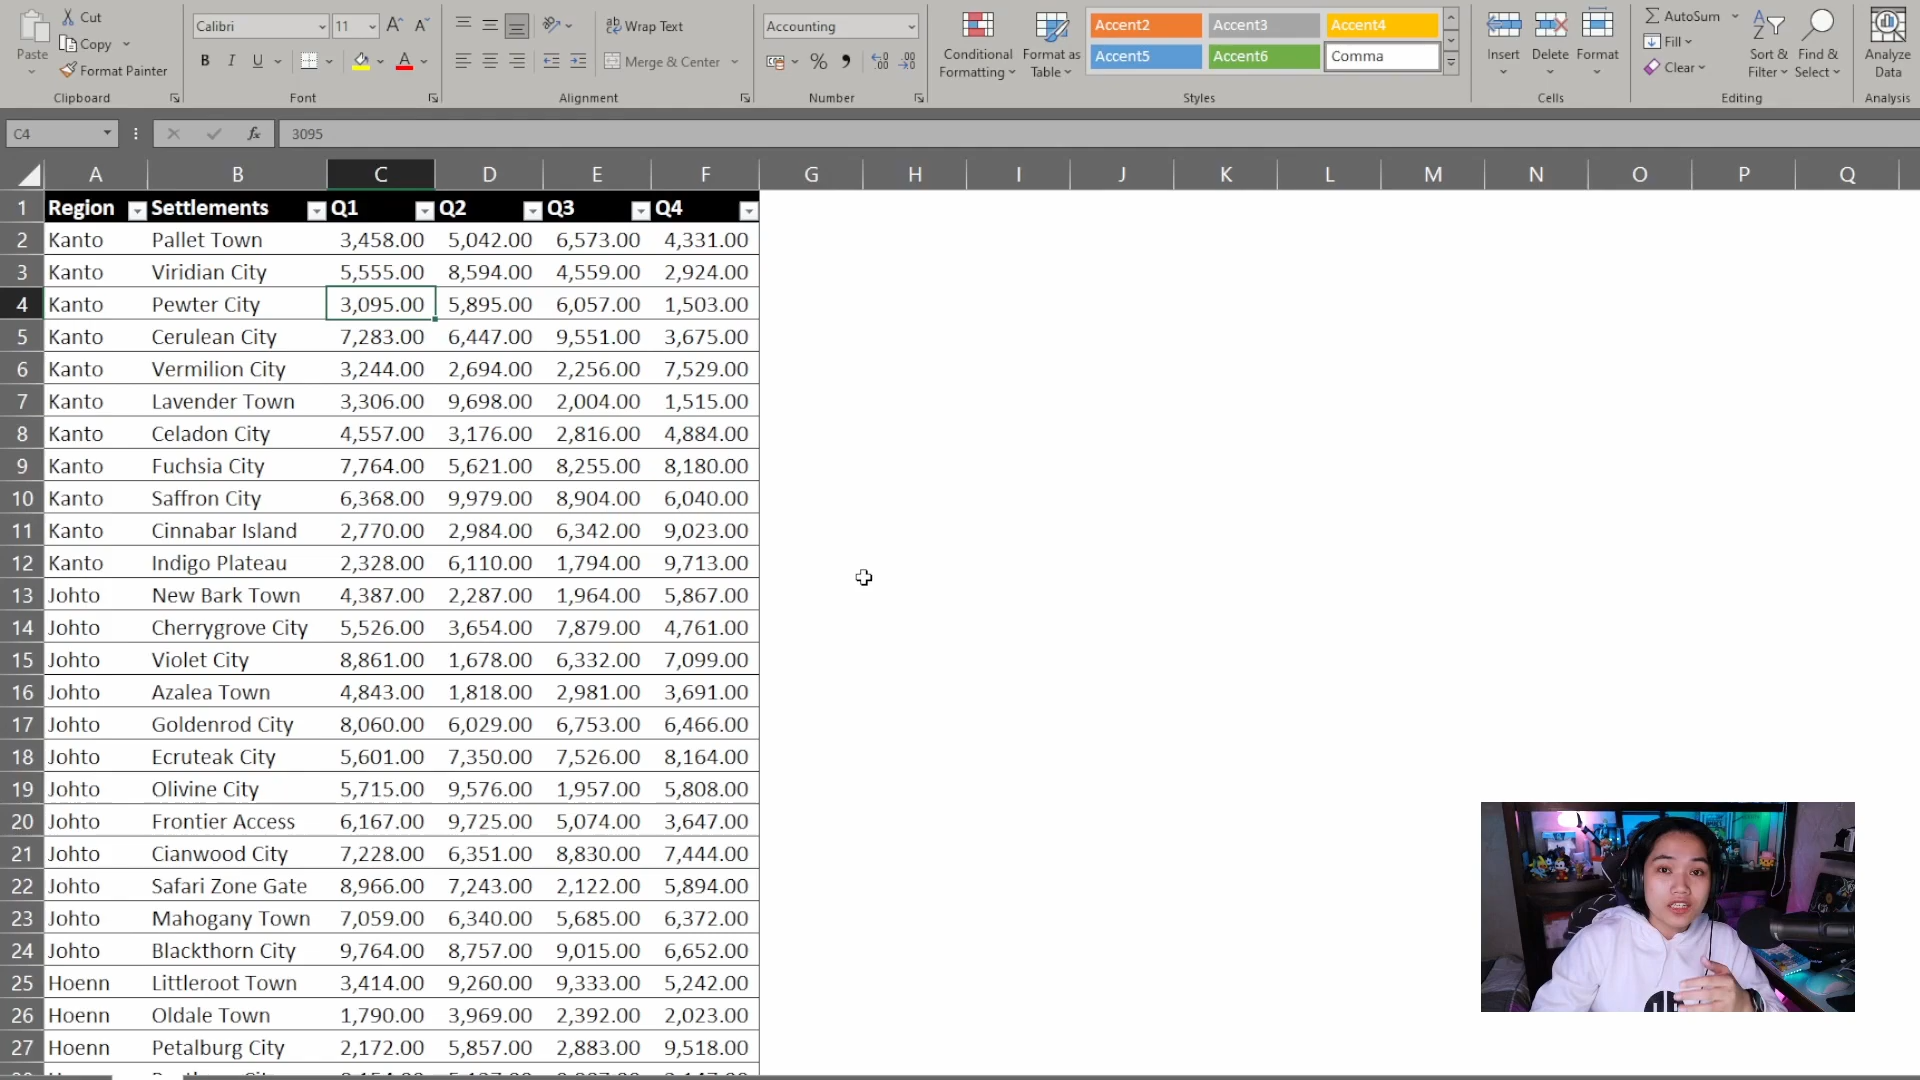 Cut
Copy
Format Painter
Paste
Clipboard
Calibri
11
B I U
Font
Wrap Text
Merge & Center
Alignment
Accounting
%
Number
Conditional Formatting
Format as Table
Accent2 Accent3 Accent4
Accent5 Accent6 Comma
Styles
Insert Delete Format
Cells
AutoSum
Fill
Clear
Sort & Filter
Find & Select
Editing
Analyze Data
Analysis
C4 fx 3095
A B C D E F G H I J K L M N O P Q
1 Region Settlements Q1 Q2 Q3 Q4
2 Kanto Pallet Town 3,458.00 5,042.00 6,573.00 4,331.00
3 Kanto Viridian City 5,555.00 8,594.00 4,559.00 2,924.00
4 Kanto Pewter City 3,095.00 5,895.00 6,057.00 1,503.00
5 Kanto Cerulean City 7,283.00 6,447.00 9,551.00 3,675.00
6 Kanto Vermilion City 3,244.00 2,694.00 2,256.00 7,529.00
7 Kanto Lavender Town 3,306.00 9,698.00 2,004.00 1,515.00
8 Kanto Celadon City 4,557.00 3,176.00 2,816.00 4,884.00
9 Kanto Fuchsia City 7,764.00 5,621.00 8,255.00 8,180.00
10 Kanto Saffron City 6,368.00 9,979.00 8,904.00 6,040.00
11 Kanto Cinnabar Island 2,770.00 2,984.00 6,342.00 9,023.00
12 Kanto Indigo Plateau 2,328.00 6,110.00 1,794.00 9,713.00
13 Johto New Bark Town 4,387.00 2,287.00 1,964.00 5,867.00
14 Johto Cherrygrove City 5,526.00 3,654.00 7,879.00 4,761.00
15 Johto Violet City 8,861.00 1,678.00 6,332.00 7,099.00
16 Johto Azalea Town 4,843.00 1,818.00 2,981.00 3,691.00
17 Johto Goldenrod City 8,060.00 6,029.00 6,753.00 6,466.00
18 Johto Ecruteak City 5,601.00 7,350.00 7,526.00 8,164.00
19 Johto Olivine City 5,715.00 9,576.00 1,957.00 5,808.00
20 Johto Frontier Access 6,167.00 9,725.00 5,074.00 3,647.00
21 Johto Cianwood City 7,228.00 6,351.00 8,830.00 7,444.00
22 Johto Safari Zone Gate 8,966.00 7,243.00 2,122.00 5,894.00
23 Johto Mahogany Town 7,059.00 6,340.00 5,685.00 6,372.00
24 Johto Blackthorn City 9,764.00 8,757.00 9,015.00 6,652.00
25 Hoenn Littleroot Town 3,414.00 9,260.00 9,333.00 5,242.00
26 Hoenn Oldale Town 1,790.00 3,969.00 2,392.00 2,023.00
27 Hoenn Petalburg City 2,172.00 5,857.00 2,883.00 9,518.00